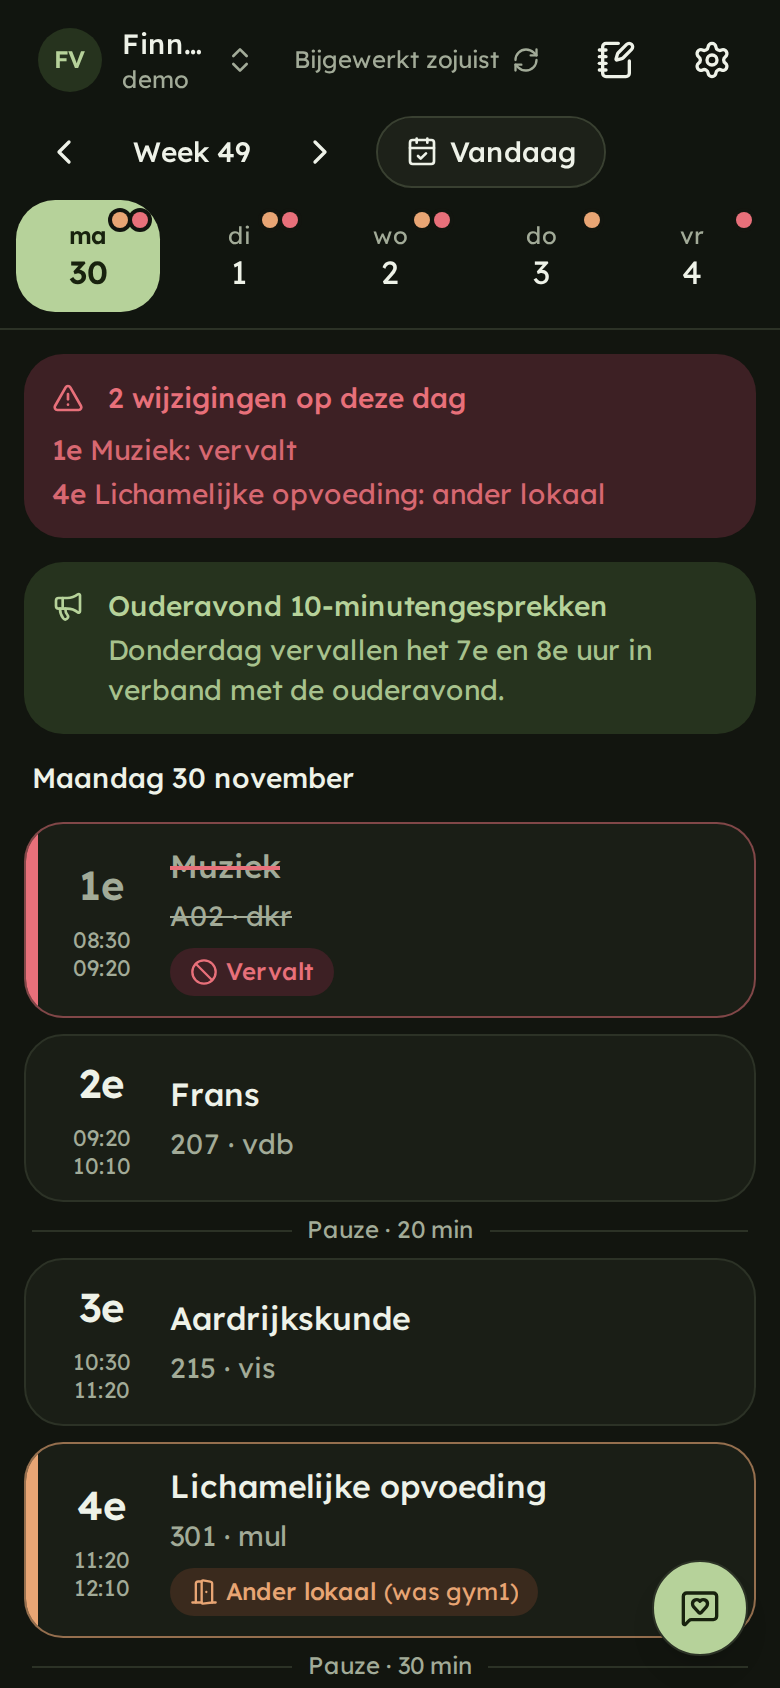 FV
Finn...
demo
Bijgewerkt zojuist
Week 49
Vandaag
ma
30
di
1
wo
2
do
3
vr
4
2 wijzigingen op deze dag
1e Muziek: vervalt
4e Lichamelijke opvoeding: ander lokaal
Ouderavond 10-minutengesprekken
Donderdag vervallen het 7e en 8e uur in
verband met de ouderavond.
Maandag 30 november
1e
08:30
09:20
Muziek
A02 · dkr
Vervalt
2e
09:20
10:10
Frans
207 · vdb
Pauze · 20 min
3e
10:30
11:20
Aardrijkskunde
215 · vis
4e
11:20
12:10
Lichamelijke opvoeding
301 · mul
Ander lokaal (was gym1)
Pauze · 30 min